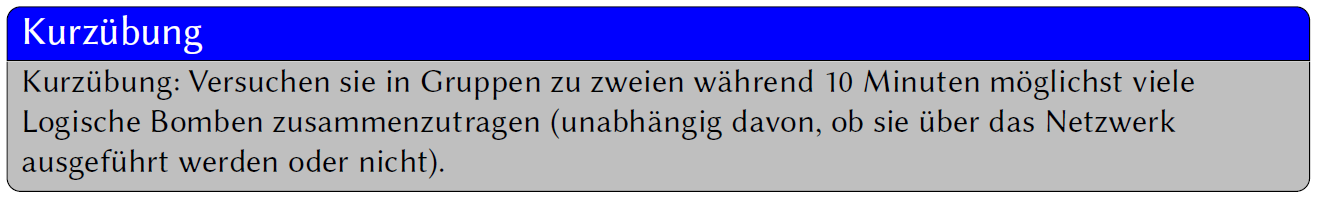 Kurzübung
Kurzübung: Versuchen sie in Gruppen zu zweien während 10 Minuten möglichst viele
Logische Bomben zusammenzutragen (unabhängig davon, ob sie über das Netzwerk
ausgeführt werden oder nicht).